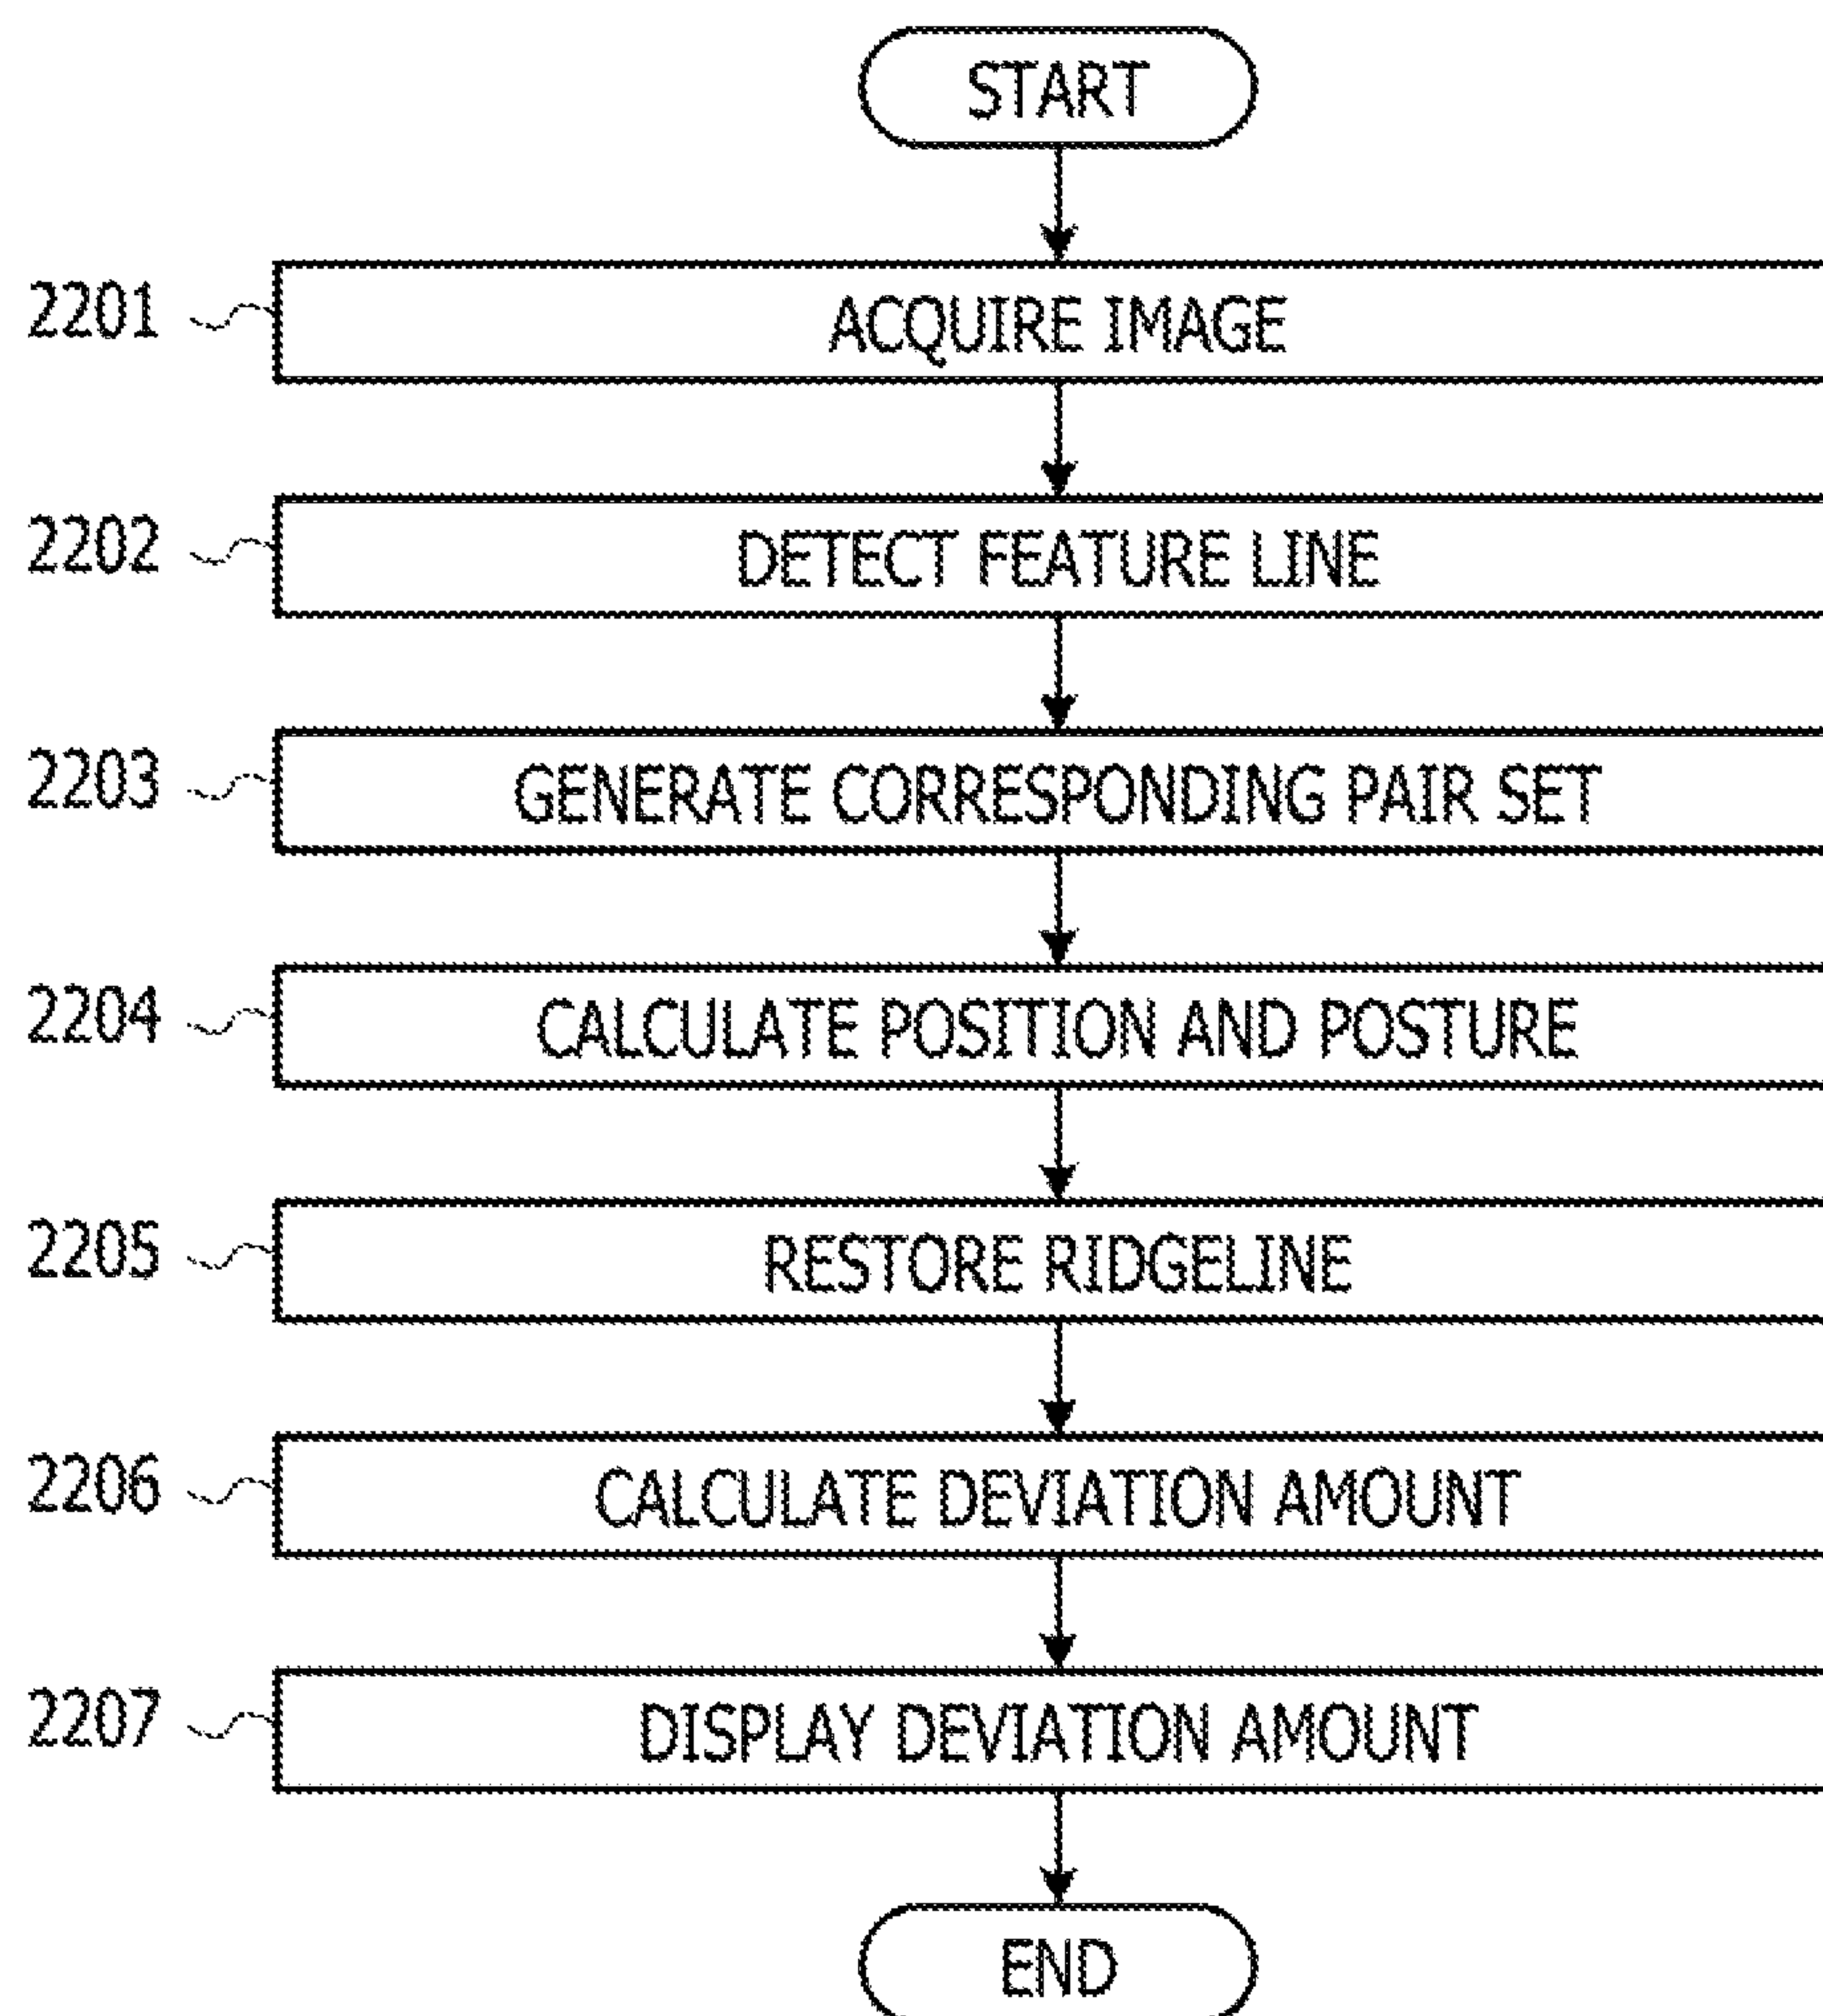 START
2201 ACQUIRE IMAGE
2202 DETECT FEATURE LINE
2203 GENERATE CORRESPONDING PAIR SET
2204 CALCULATE POSITION AND POSTURE
2205 RESTORE RIDGELINE
2206 CALCULATE DEVIATION AMOUNT
2207 DISPLAY DEVIATION AMOUNT
END